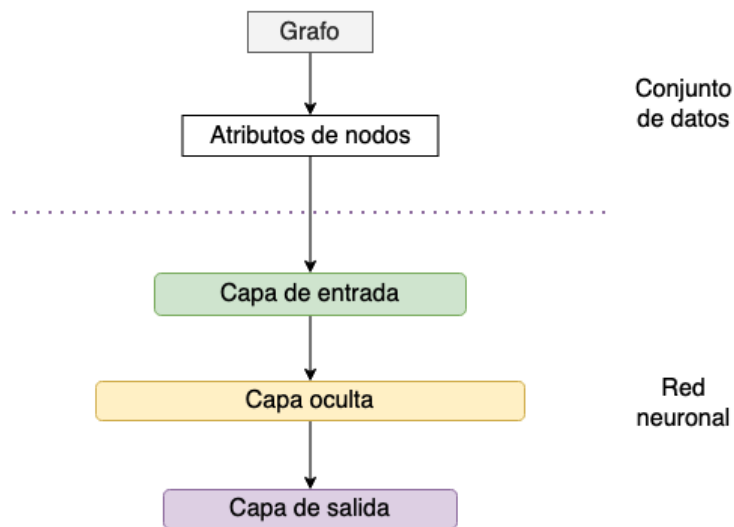 Grafo
Conjunto
de datos
Atributos de nodos
Capa de entrada
Capa oculta
Red
neuronal
Capa de salida